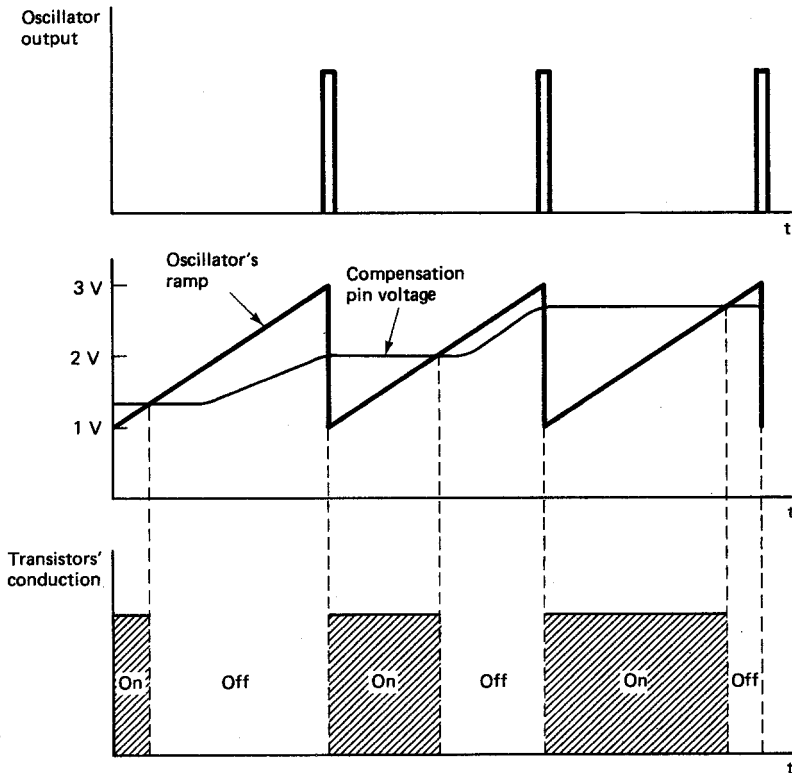 Oscillator
output
t
Oscillator's
ramp
Compensation
pin voltage
3 V
2 V
1 V
t
Transistors'
conduction
On
Off
On
Off
On
Off
t